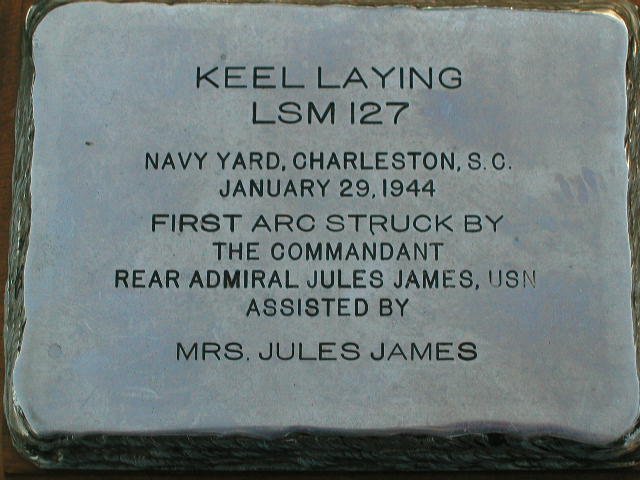 KEEL LAYING
LSM 127
NAVY YARD, CHARLESTON, S. C.
JANUARY 29, 1944
FIRST ARC STRUCK BY
THE COMMANDANT
REAR ADMIRAL JULES JAMES, USN
ASSISTED BY
MRS. JULES JAMES